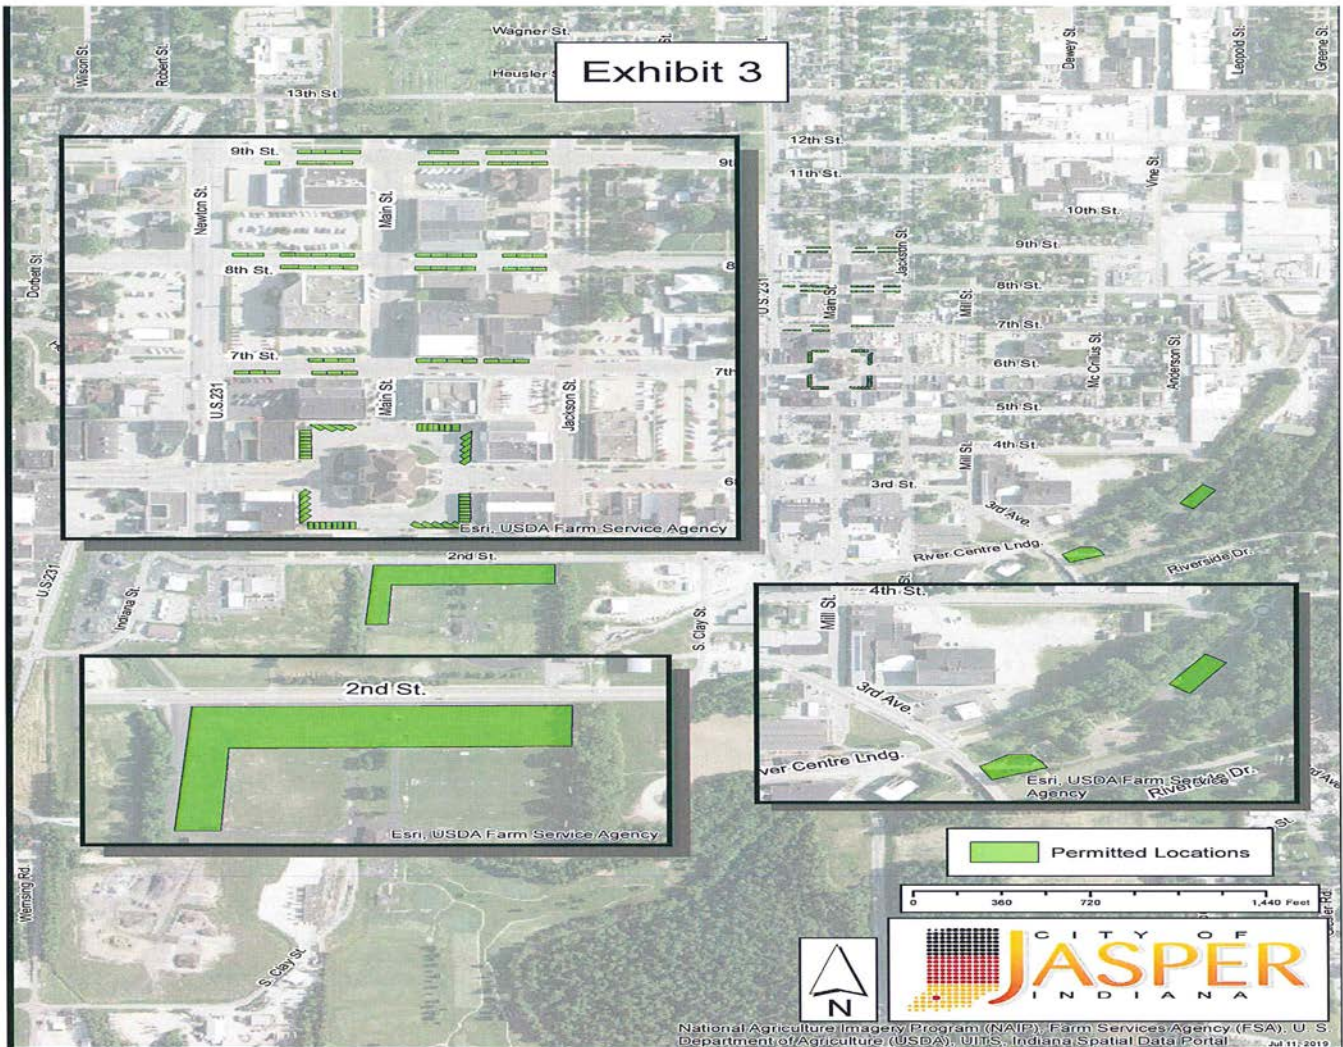 Wagner St.
Exhibit 3
Wilson St.
Robert St.
Dewey St.
Leopold St.
Greene St.
13th St.
12th St.
11th St.
Vine St.
10th St.
9th St.
Jackson St.
8th St.
U.S.231
Main St.
Mill St.
7th St.
6th St.
Mc Crillus St.
Anderson St.
5th St.
4th St.
Mill St.
3rd St.
3rd Ave.
River Centre Lndg.
Riverside Dr.
Dorbett St.
9th St.
Newton St.
Main St.
8th St.
7th St.
7th
U.S.231
Main St.
Jackson St.
Esri, USDA Farm Service Agency
2nd St.
U.S.231
Indiana St.
S. Clay St.
2nd St.
Esri, USDA Farm Service Agency
4th St.
Mill St.
3rd Ave.
ver Centre Lndg.
Esri, USDA Farm Service
Agency
Permitted Locations
0 360 720 1,440 Feet
Wernsing Rd.
S. Clay St.
N
CITY OF
JASPER
INDIANA
National Agriculture Imagery Program (NAIP), Farm Services Agency (FSA), U. S.
Department of Agriculture (USDA), UITS, Indiana Spatial Data Portal
Jul 11, 2019